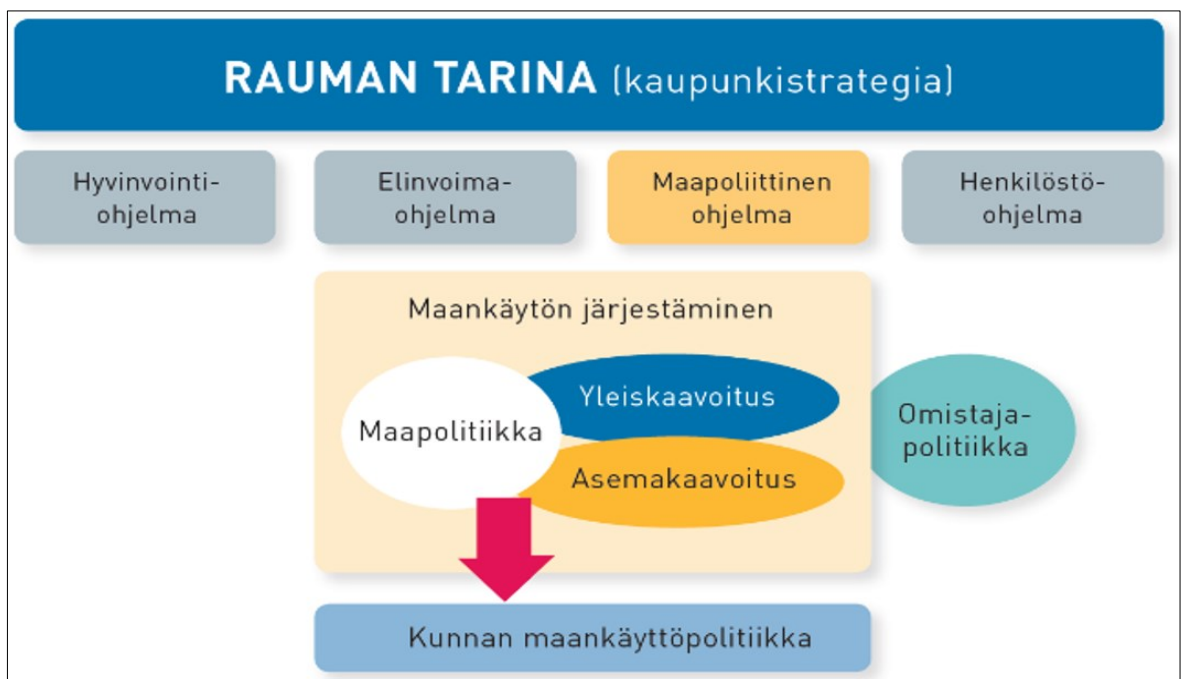 RAUMAN TARINA (kaupunkistrategia)
Hyvinvointi-
ohjelma
Elinvoima-
ohjelma
Maapoliittinen
ohjelma
Henkilöstö-
ohjelma
Maankäytön järjestäminen
Maapolitiikka
Yleiskaavoitus
Asemakaavoitus
Omistaja-
politiikka
Kunnan maankäyttöpolitiikka